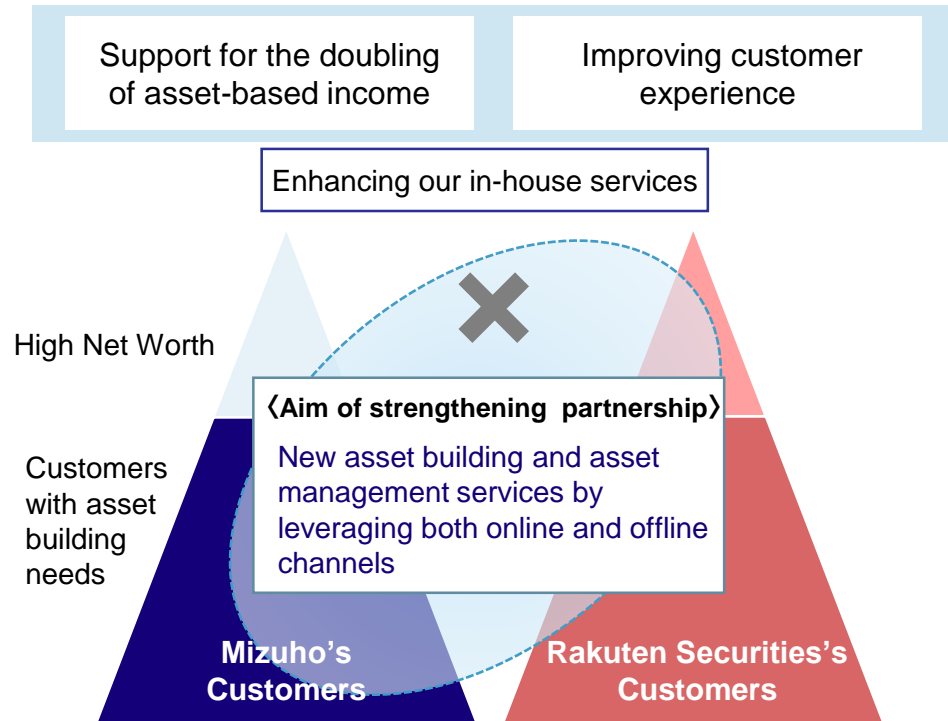 Support for the doubling
of asset-based income
Improving customer
experience
Enhancing our in-house services
High Net Worth
〈Aim of strengthening partnership〉
New asset building and asset
management services by
leveraging both online and offline
channels
Customers
with asset
building
needs
Mizuho's
Customers
Rakuten Securities's
Customers